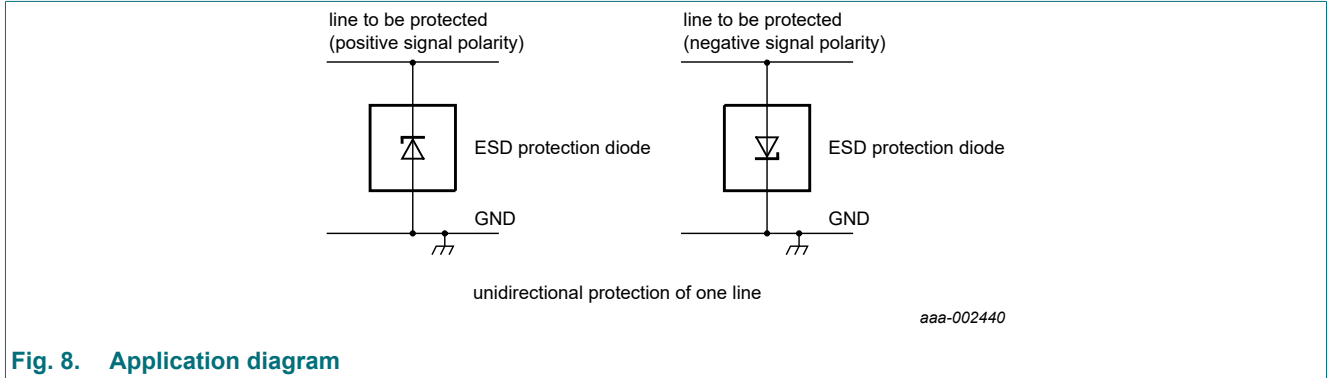 line to be protected
(positive signal polarity)
line to be protected
(negative signal polarity)
ESD protection diode
ESD protection diode
GND
GND
unidirectional protection of one line
aaa-002440
Fig. 8. Application diagram